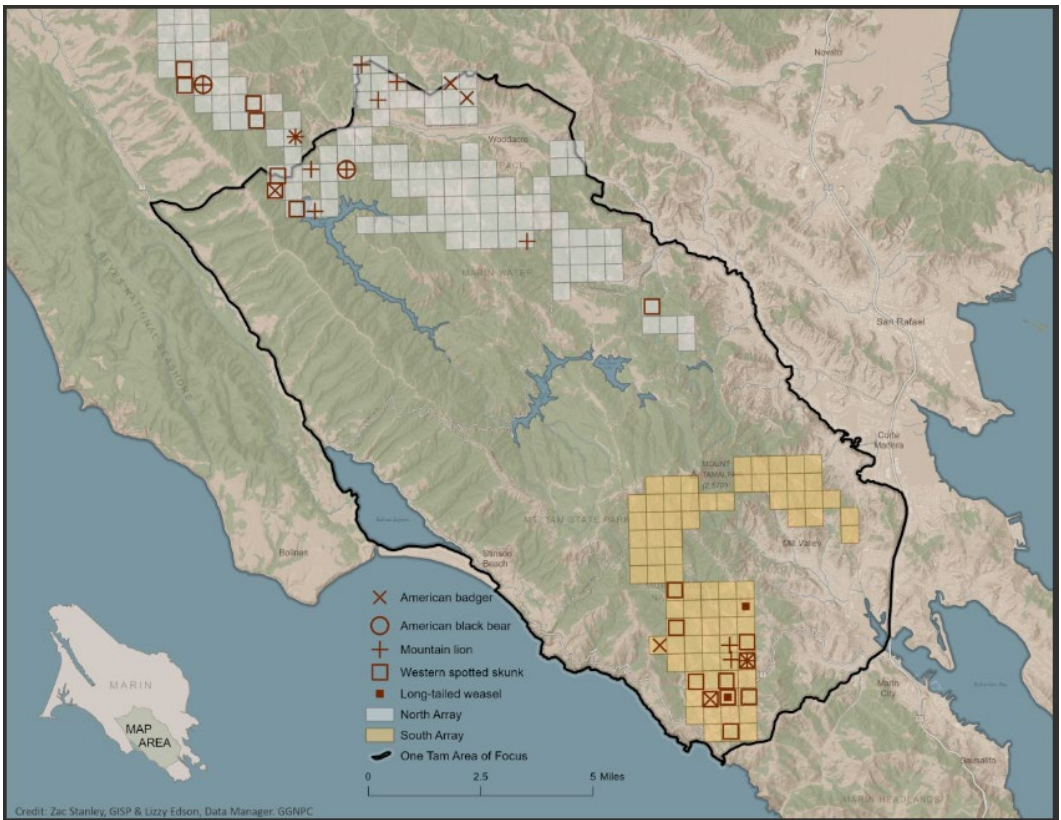 Novato
Woodacre
MARIN WATER
San Rafael
Corte
Madera
MOUNT
MT. TAM STATE PARK
Mill Valley
Bolinas
Stinson
Beach
American badger
American black bear
Mountain lion
Western spotted skunk
Long-tailed weasel
North Array
South Array
One Tam Area of Focus
0 2.5 5 Miles
MARIN
MAP
AREA
Marin
City
Sausalito
MARIN HEADLANDS
Credit: Zac Stanley, GISP & Lizzy Edson, Data Manager. GGNPC